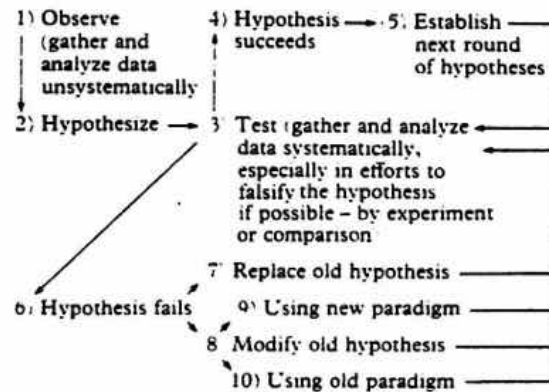 1) Observe
(gather and
analyze data
unsystematically
2) Hypothesize
3) Test (gather and analyze
data systematically,
especially in efforts to
falsify the hypothesis
if possible – by experiment
or comparison
4) Hypothesis
succeeds
5) Establish
next round
of hypotheses
6) Hypothesis fails
7) Replace old hypothesis
9) Using new paradigm
8 Modify old hypothesis
10) Using old paradigm